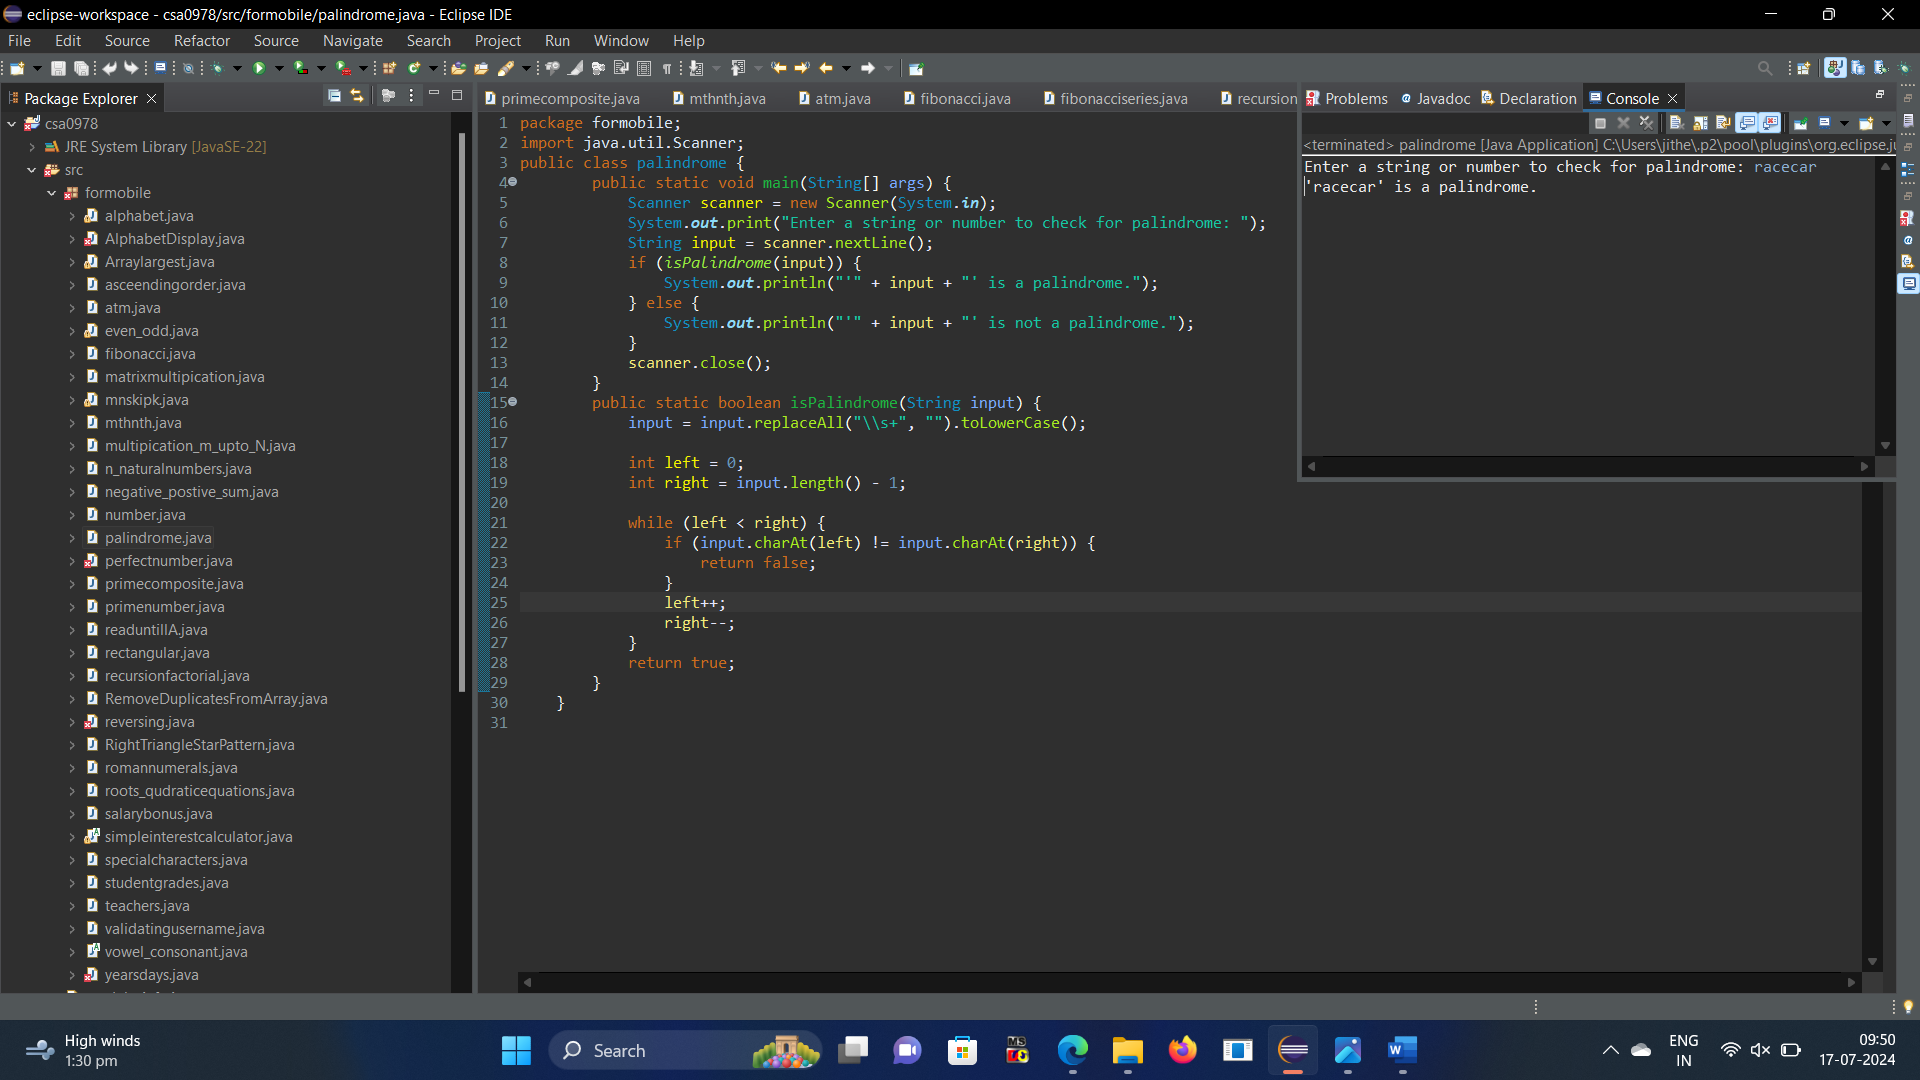 eclipse-workspace - csa0978/src/formobile/palindrome.java - Eclipse IDE
File Edit Source Refactor Source Navigate Search Project Run Window Help
Package Explorer
csa0978
JRE System Library [JavaSE-22]
src
formobile
alphabet.java
AlphabetDisplay.java
Arraylargest.java
asceendingorder.java
atm.java
even_odd.java
fibonacci.java
matrixmultipication.java
mnskipk.java
mthnth.java
multipication_m_upto_N.java
n_naturalnumbers.java
negative_postive_sum.java
number.java
palindrome.java
perfectnumber.java
primecomposite.java
primenumber.java
readuntillA.java
rectangular.java
recursionfactorial.java
RemoveDuplicatesFromArray.java
reversing.java
RightTriangleStarPattern.java
romannumerals.java
roots_qudraticequations.java
salarybonus.java
simpleinterestcalculator.java
specialcharacters.java
studentgrades.java
teachers.java
validatingusername.java
vowel_consonant.java
yearsdays.java
primecomposite.java mthnth.java atm.java fibonacci.java fibonacciseries.java recursion
1 package formobile;
2 import java.util.Scanner;
3 public class palindrome {
4 public static void main(String[] args) {
5 Scanner scanner = new Scanner(System.in);
6 System.out.print("Enter a string or number to check for palindrome: ");
7 String input = scanner.nextLine();
8 if (isPalindrome(input)) {
9 System.out.println("'" + input + "' is a palindrome.");
10 } else {
11 System.out.println("'" + input + "' is not a palindrome.");
12 }
13 scanner.close();
14 }
15 public static boolean isPalindrome(String input) {
16 input = input.replaceAll("\\s+", "").toLowerCase();
17
18 int left = 0;
19 int right = input.length() - 1;
20
21 while (left < right) {
22 if (input.charAt(left) != input.charAt(right)) {
23 return false;
24 }
25 left++;
26 right--;
27 }
28 return true;
29 }
30 }
31
Problems Javadoc Declaration Console
<terminated> palindrome [Java Application] C:\Users\jithe\.p2\pool\plugins\org.eclipse.ju
Enter a string or number to check for palindrome: racecar
'racecar' is a palindrome.
High winds
1:30 pm
Search
ENG
IN
09:50
17-07-2024